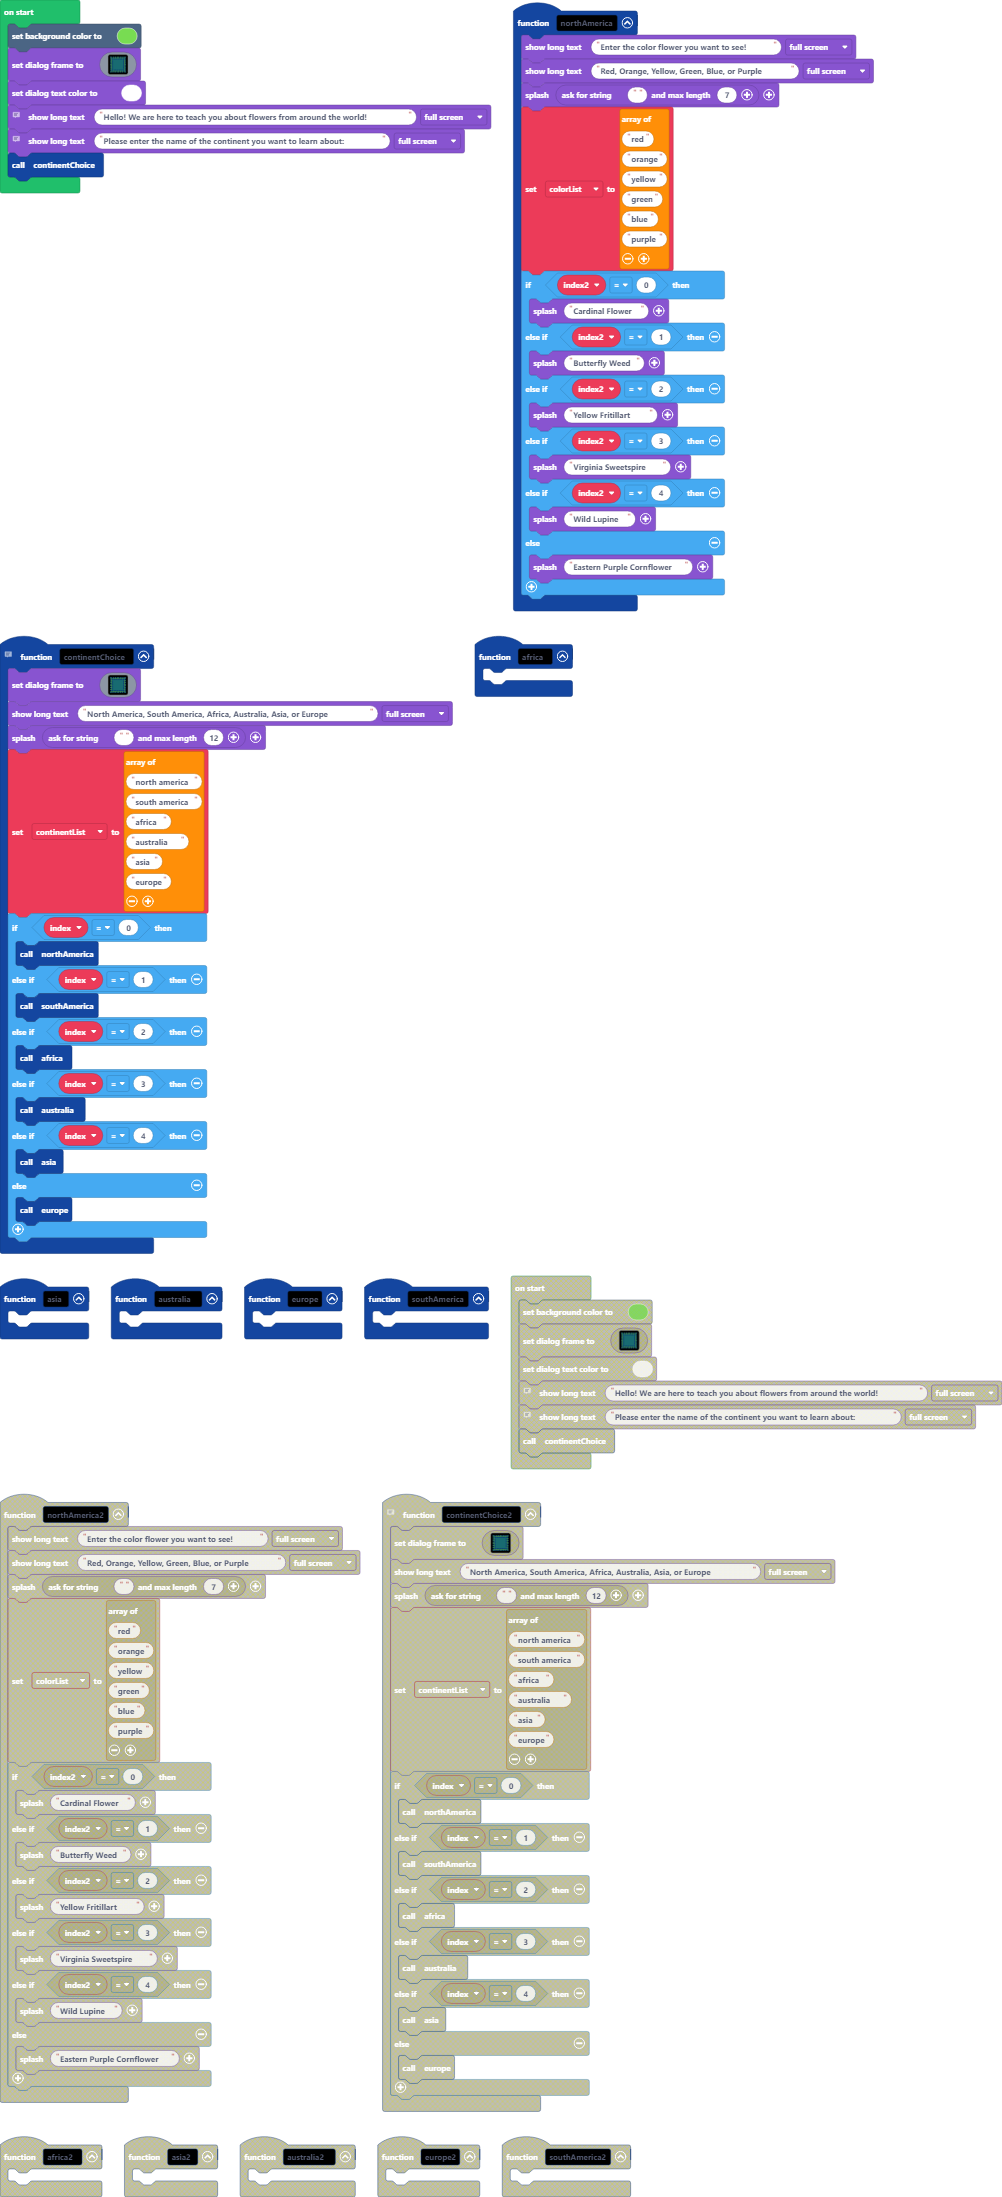 on start
set background color to
set dialog frame to
set dialog text color to
show long text "Hello! We are here to teach you about flowers from around the world!" full screen
show long text "Please enter the name of the continent you want to learn about:" full screen
call continentChoice
function northAmerica
show long text "Enter the color flower you want to see!" full screen
show long text "Red, Orange, Yellow, Green, Blue, or Purple" full screen
splash ask for string "" and max length 7
array of
"red"
"orange"
"yellow"
set colorList to
"green"
"blue"
"purple"
if index2 = 0 then
splash "Cardinal Flower"
else if index2 = 1 then
splash "Butterfly Weed"
else if index2 = 2 then
splash "Yellow Fritillart"
else if index2 = 3 then
splash "Virginia Sweetspire"
else if index2 = 4 then
splash "Wild Lupine"
else
splash "Eastern Purple Cornflower"
function continentChoice
set dialog frame to
show long text "North America, South America, Africa, Australia, Asia, or Europe" full screen
splash ask for string "" and max length 12
array of
"north america"
"south america"
"africa"
set continentList to
"australia"
"asia"
"europe"
if index = 0 then
call northAmerica
else if index = 1 then
call southAmerica
else if index = 2 then
call africa
else if index = 3 then
call australia
else if index = 4 then
call asia
else
call europe
function africa
function asia
function australia
function europe
function southAmerica
on start
set background color to
set dialog frame to
set dialog text color to
show long text "Hello! We are here to teach you about flowers from around the world!" full screen
show long text "Please enter the name of the continent you want to learn about:" full screen
call continentChoice
function northAmerica2
show long text "Enter the color flower you want to see!" full screen
show long text "Red, Orange, Yellow, Green, Blue, or Purple" full screen
splash ask for string "" and max length 7
array of
"red"
"orange"
"yellow"
set colorList to
"green"
"blue"
"purple"
if index2 = 0 then
splash "Cardinal Flower"
else if index2 = 1 then
splash "Butterfly Weed"
else if index2 = 2 then
splash "Yellow Fritillart"
else if index2 = 3 then
splash "Virginia Sweetspire"
else if index2 = 4 then
splash "Wild Lupine"
else
splash "Eastern Purple Cornflower"
function continentChoice2
set dialog frame to
show long text "North America, South America, Africa, Australia, Asia, or Europe" full screen
splash ask for string "" and max length 12
array of
"north america"
"south america"
"africa"
set continentList to
"australia"
"asia"
"europe"
if index = 0 then
call northAmerica
else if index = 1 then
call southAmerica
else if index = 2 then
call africa
else if index = 3 then
call australia
else if index = 4 then
call asia
else
call europe
function africa2
function asia2
function australia2
function europe2
function southAmerica2